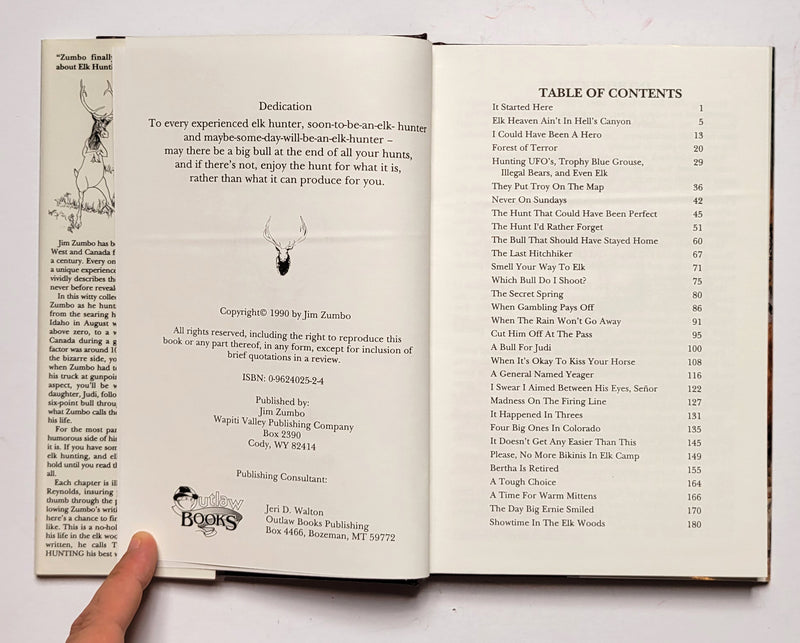 "Zumbo finally
about Elk Hunti
Jim Zumbo has b
West and Canada f
a century. Every on
a unique experience
vividly describes th
never before reveal
In this witty collec
Zumbo as he hunt
from the searing h
Idaho in August w
above zero, to a w
Canada during a g
factor was around 10
the bizarre side, yo
when Zumbo had t
his truck at gunpoin
aspect, you'll be w
daughter, Judi, follo
six-point bull throu
what Zumbo calls th
his life.
For the most par
humorous side of hi
it is. If you have som
elk hunting, and el
hold until you read t
all.
Each chapter is ill
Reynolds, insuring
thumb through the p
lowing Zumbo's writi
here's a chance to fin
like. This is a no-hol
his life in the elk woo
written, he calls T
HUNTING his best w
Dedication
To every experienced elk hunter, soon-to-be-an-elk- hunter
and maybe-some-day-will-be-an-elk-hunter –
may there be a big bull at the end of all your hunts,
and if there's not, enjoy the hunt for what it is,
rather than what it can produce for you.
Copyright© 1990 by Jim Zumbo
All rights reserved, including the right to reproduce this
book or any part thereof, in any form, except for inclusion of
brief quotations in a review.
ISBN: 0-9624025-2-4
Published by:
Jim Zumbo
Wapiti Valley Publishing Company
Box 2390
Cody, WY 82414
Publishing Consultant:
Outlaw
BOOKS
Jeri D. Walton
Outlaw Books Publishing
Box 4466, Bozeman, MT 59772
TABLE OF CONTENTS
It Started Here 1
Elk Heaven Ain't In Hell's Canyon 5
I Could Have Been A Hero 13
Forest of Terror 20
Hunting UFO's, Trophy Blue Grouse, 29
Illegal Bears, and Even Elk
They Put Troy On The Map 36
Never On Sundays 42
The Hunt That Could Have Been Perfect 45
The Hunt I'd Rather Forget 51
The Bull That Should Have Stayed Home 60
The Last Hitchhiker 67
Smell Your Way To Elk 71
Which Bull Do I Shoot? 75
The Secret Spring 80
When Gambling Pays Off 86
When The Rain Won't Go Away 91
Cut Him Off At The Pass 95
A Bull For Judi 100
When It's Okay To Kiss Your Horse 108
A General Named Yeager 116
I Swear I Aimed Between His Eyes, Señor 122
Madness On The Firing Line 127
It Happened In Threes 131
Four Big Ones In Colorado 135
It Doesn't Get Any Easier Than This 145
Please, No More Bikinis In Elk Camp 149
Bertha Is Retired 155
A Tough Choice 164
A Time For Warm Mittens 166
The Day Big Ernie Smiled 170
Showtime In The Elk Woods 180